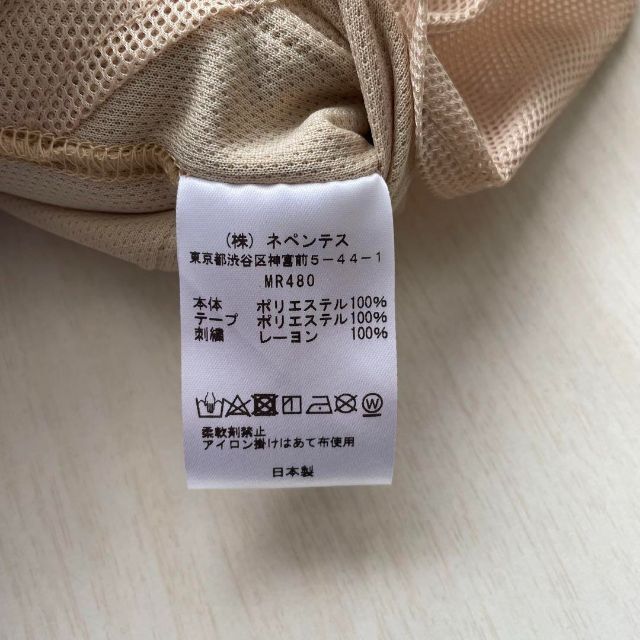 (株) ネペンテス
東京都渋谷区神宮前5-44-1
MR480
本体 ポリエステル100%
テープ ポリエステル100%
刺繍 レーヨン 100%
柔軟剤禁止
アイロン掛けはあて布使用
日本製